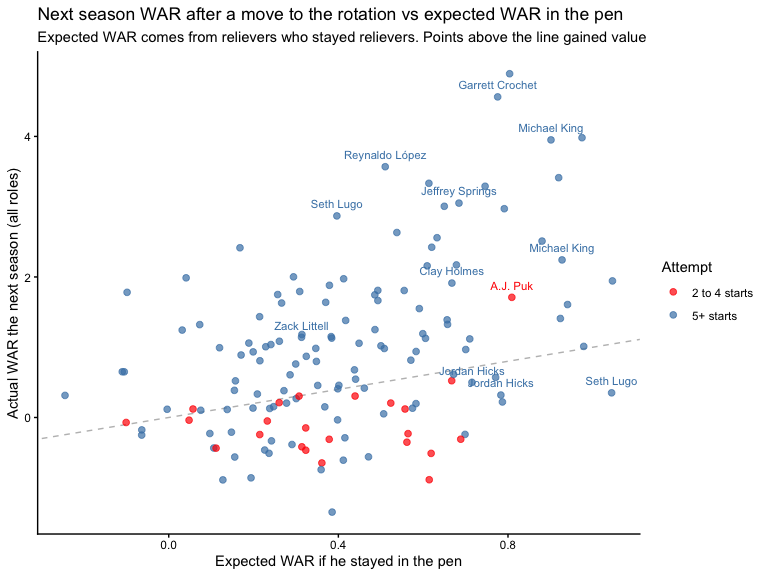 Next season WAR after a move to the rotation vs expected WAR in the pen
Expected WAR comes from relievers who stayed relievers. Points above the line gained value
Garrett Crochet
Michael King
4
Reynaldo López
Jeffrey Springs
Seth Lugo
Michael King
Clay Holmes
A.J. Puk
2
Zack Littell
Jordan Hicks
Jordan Hicks
Seth Lugo
0
Actual WAR the next season (all roles)
0.0
0.4
0.8
Expected WAR if he stayed in the pen
Attempt
2 to 4 starts
5+ starts